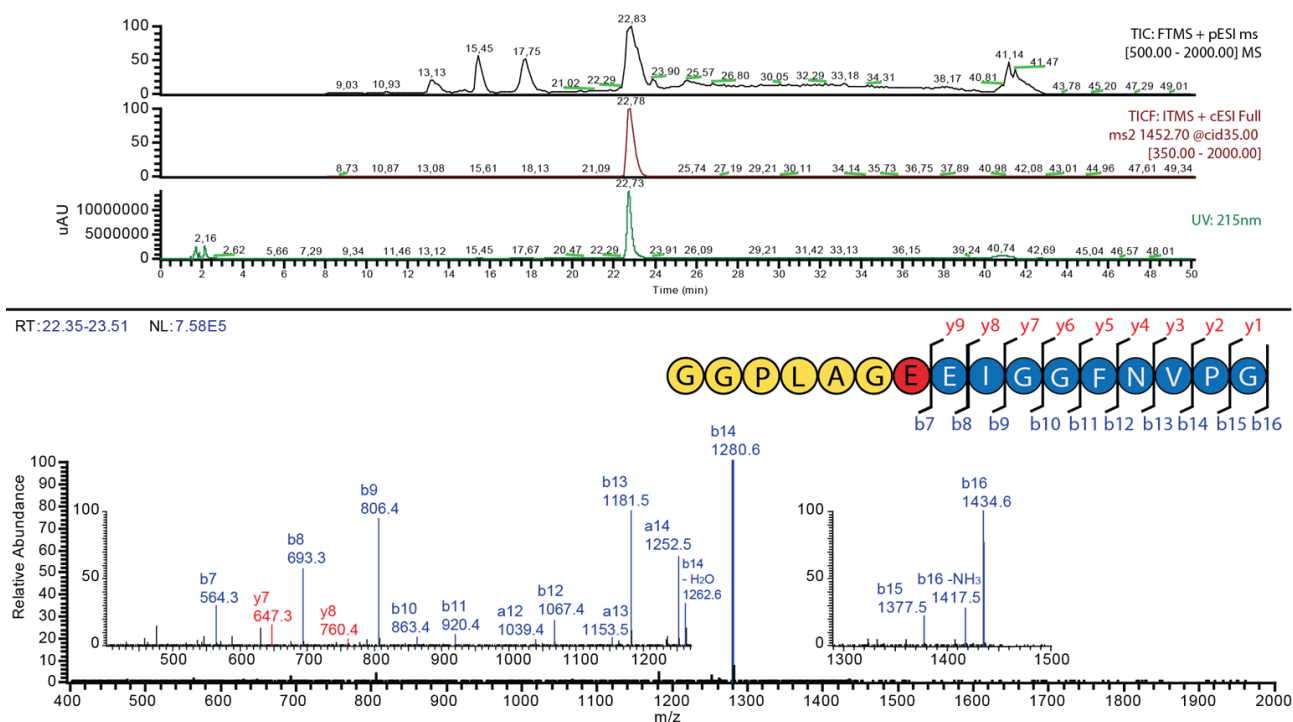 TIC: FTMS + pESI ms
[500.00 - 2000.00] MS
100
50
0
9,03 10,93 13,13 15,45 17,75 21,02 22,29 22,83 23.90 25,57 26,80 30,05 32,29 33,18 34,31 38,17 40,81 41,14 41,47 43,78 45,20 47,29 49,01
TICF: ITMS + cESI Full
ms2 1452.70 @cid35.00
[350.00 - 2000.00]
100
50
0
8,73 10,87 13,08 15,61 18,13 21,09 22,78 25,74 27,19 29,21 30,11 34,14 35,73 36,75 37,89 40,98 42,08 43,01 44,96 47,61 49,34
UV: 215nm
uAU
10000000
5000000
0
2,16 2,62 5,66 7,29 9,34 11,46 13,12 15,45 17,67 20,47 22,29 22,73 23,91 26,09 29,21 31,42 33,13 36,15 39,24 40,74 42,69 45,04 46,57 48,01
0 2 4 6 8 10 12 14 16 18 20 22 24 26 28 30 32 34 36 38 40 42 44 46 48 50
Time (min)
RT:22.35-23.51 NL:7.58E5
y9 y8 y7 y6 y5 y4 y3 y2 y1
G G P L A G E E I G G F N V P G
b7 b8 b9 b10 b11 b12 b13 b14 b15 b16
Relative Abundance
100
90
80
70
60
50
40
30
20
10
0
100
50
0
b7
564.3
y7
647.3
b8
693.3
y8
760.4
b9
806.4
b10
863.4
b11
920.4
a12
1039.4
b12
1067.4
a13
1153.5
b13
1181.5
a14
1252.5
b14
- H2O
1262.6
b14
1280.6
500 600 700 800 900 1000 1100 1200
100
50
0
b15
1377.5
b16 -NH3
1417.5
b16
1434.6
1300 1400 1500
400 500 600 700 800 900 1000 1100 1200 1300 1400 1500 1600 1700 1800 1900 2000
m/z